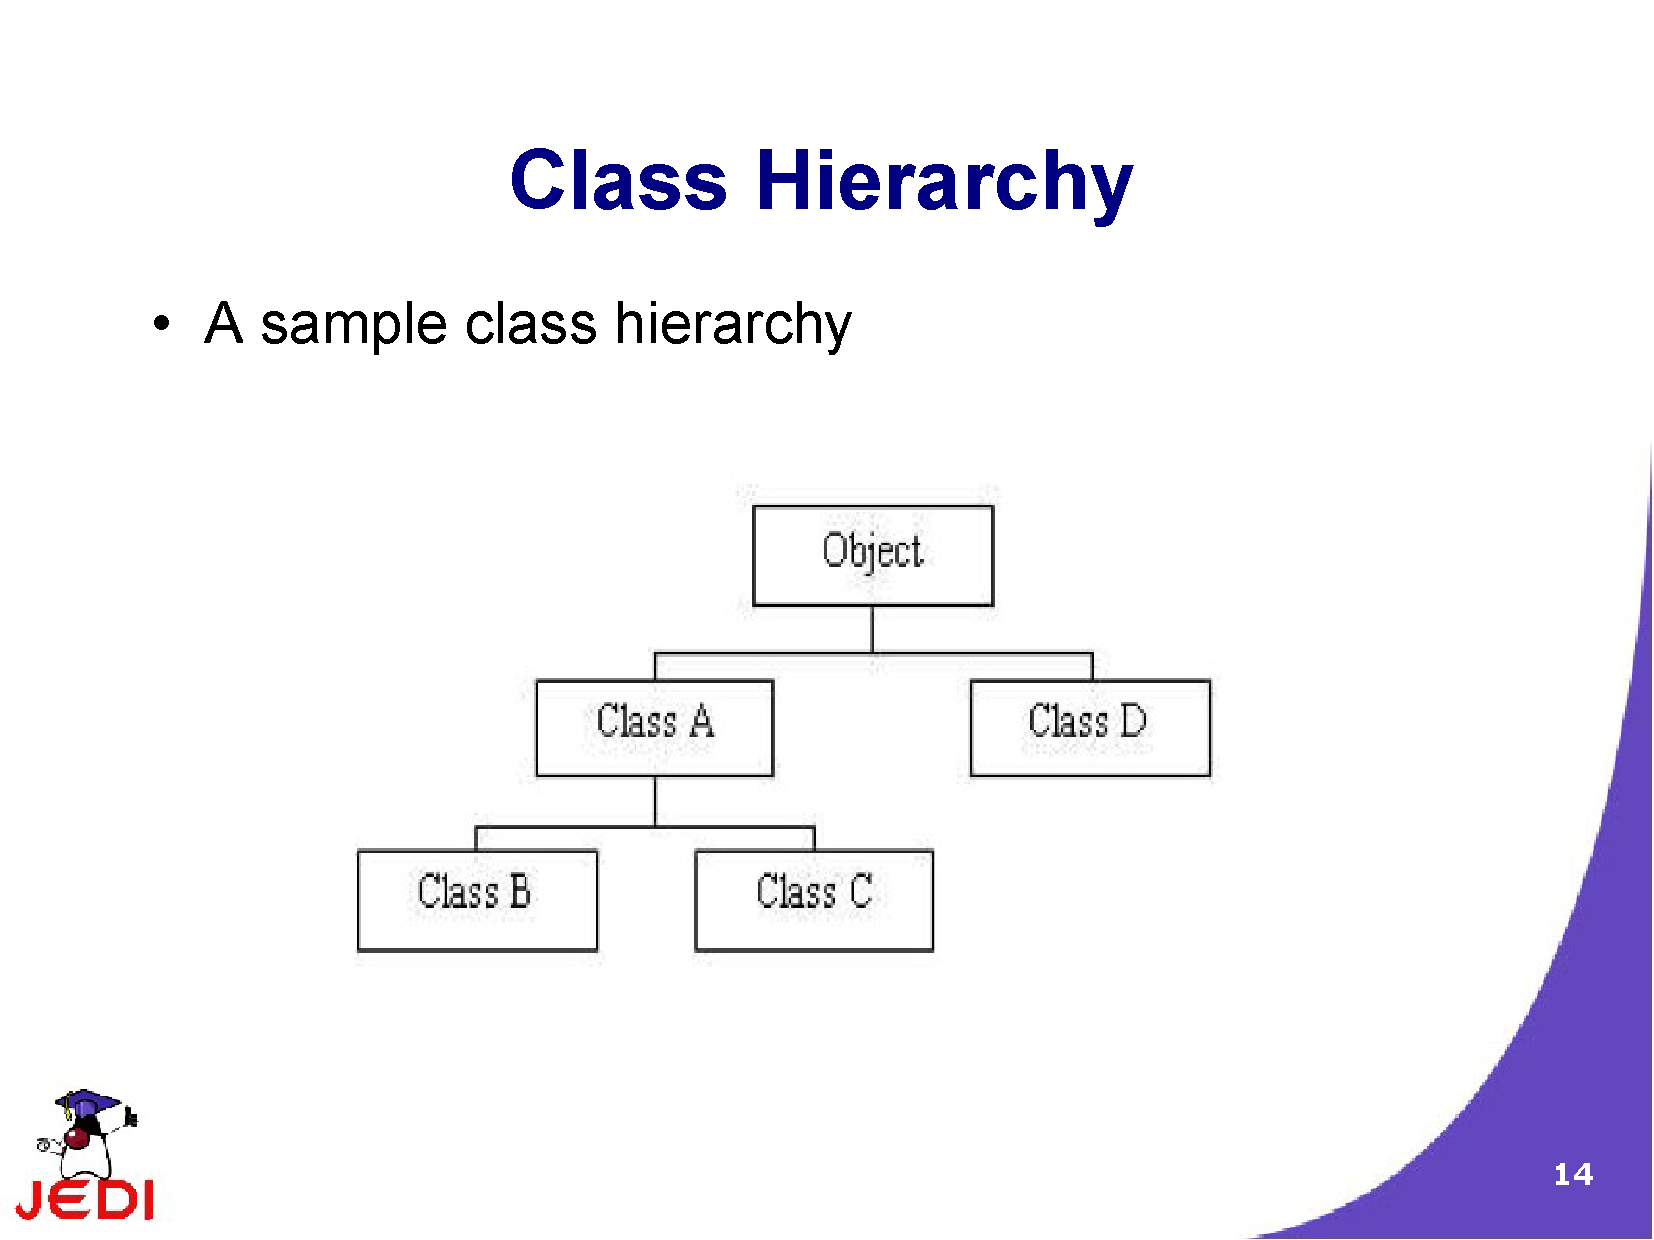 Class Hierarchy
• A sample class hierarchy
Object
Class A
Class D
Class B
Class C
JEDI
14